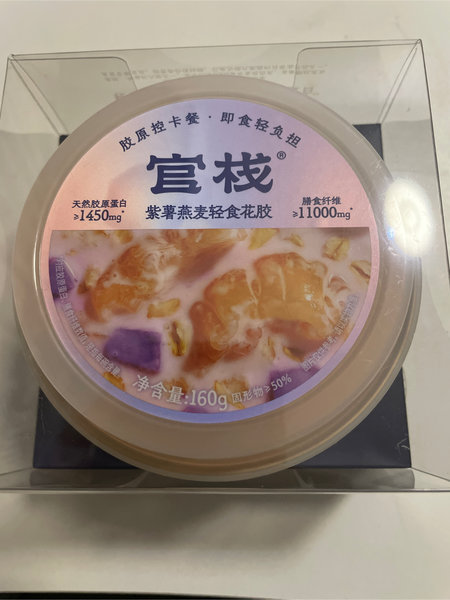 胶原控卡餐·即食轻负担
官栈®
天然胶原蛋白
≥1450mg*
紫薯燕麦轻食花胶
膳食纤维
≥11000mg*
净含量:160g 固形物≥50%